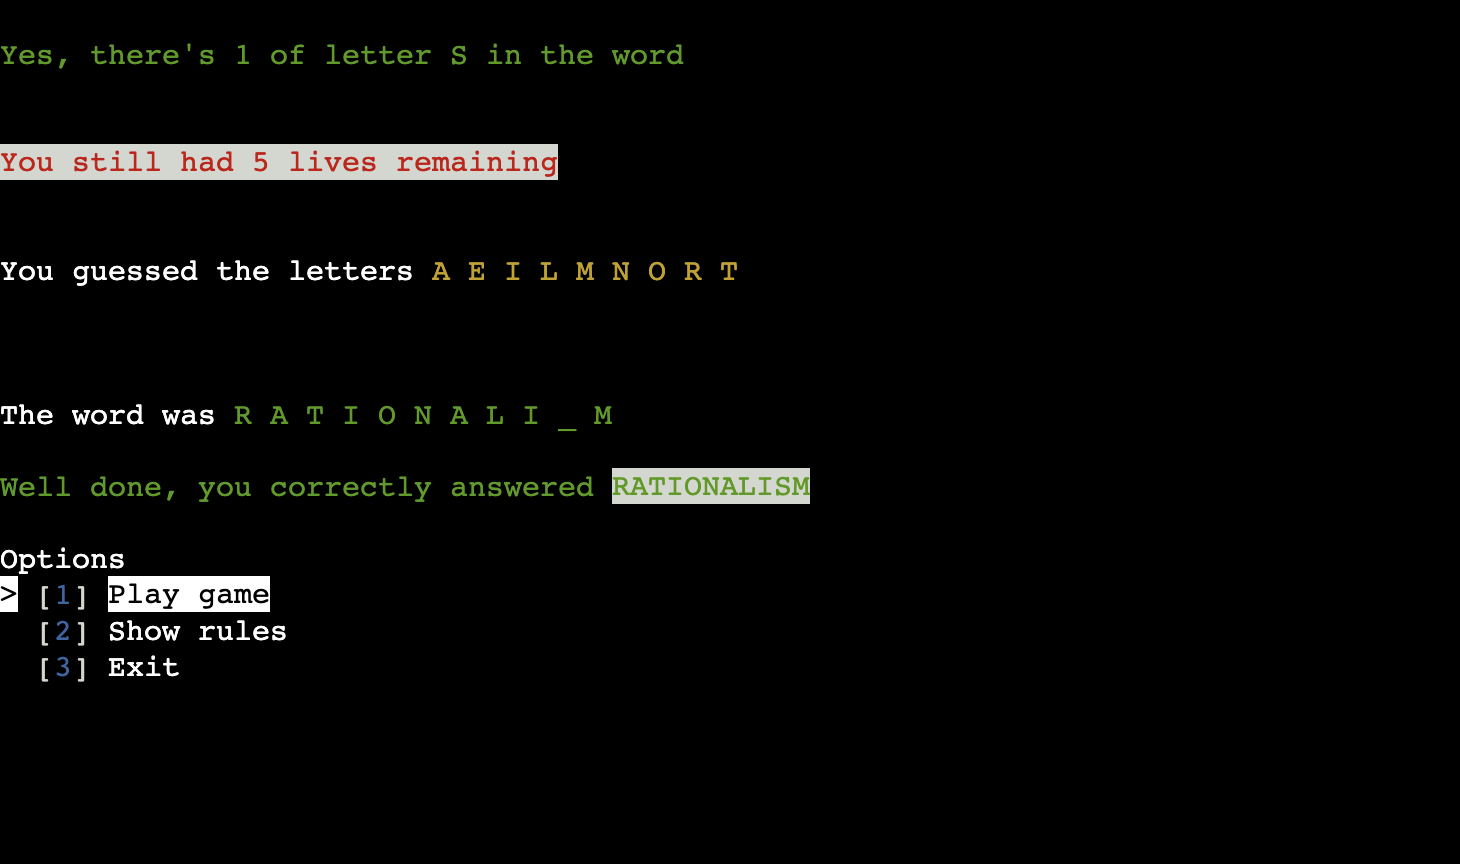 Yes, there's 1 of letter S in the word
You still had 5 lives remaining
You guessed the letters A E I L M N O R T
The word was R A T I O N A L I _ M
Well done, you correctly answered RATIONALISM
Options
> [1] Play game
[2] Show rules
[3] Exit